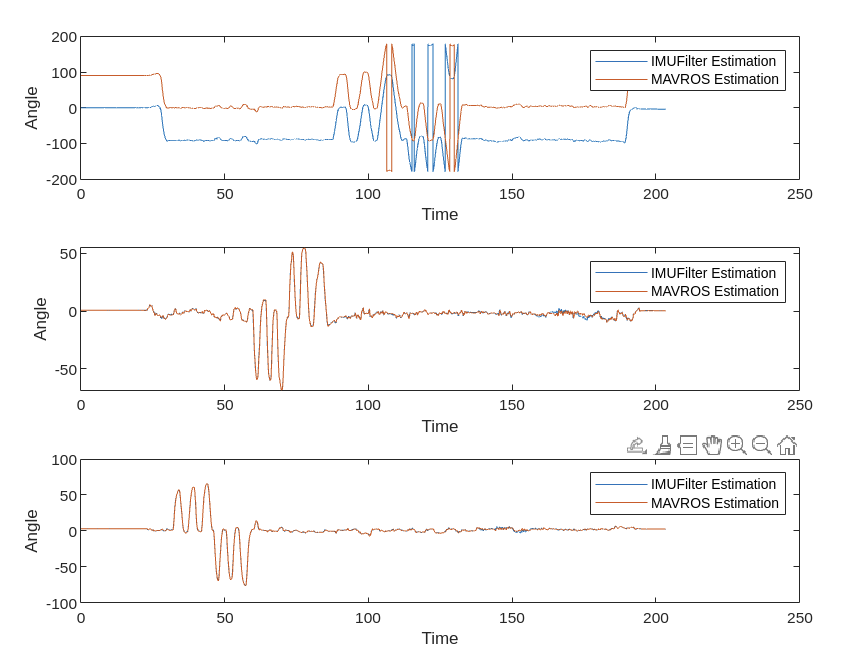 200
100
0
-100
-200
Angle
0 50 100 150 200 250
Time
IMUFilter Estimation
MAVROS Estimation
50
0
-50
Angle
0 50 100 150 200 250
Time
IMUFilter Estimation
MAVROS Estimation
100
50
0
-50
-100
Angle
0 50 100 150 200 250
Time
IMUFilter Estimation
MAVROS Estimation